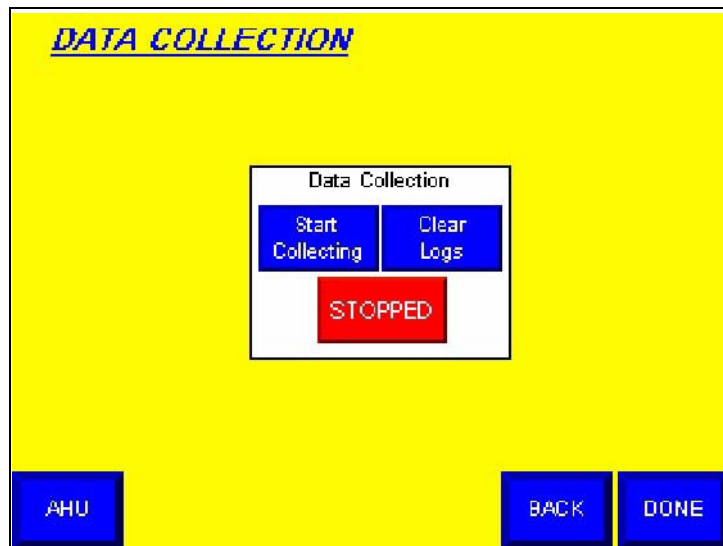 DATA COLLECTION
Data Collection
Start
Collecting
Clear
Logs
STOPPED
AHU
BACK
DONE